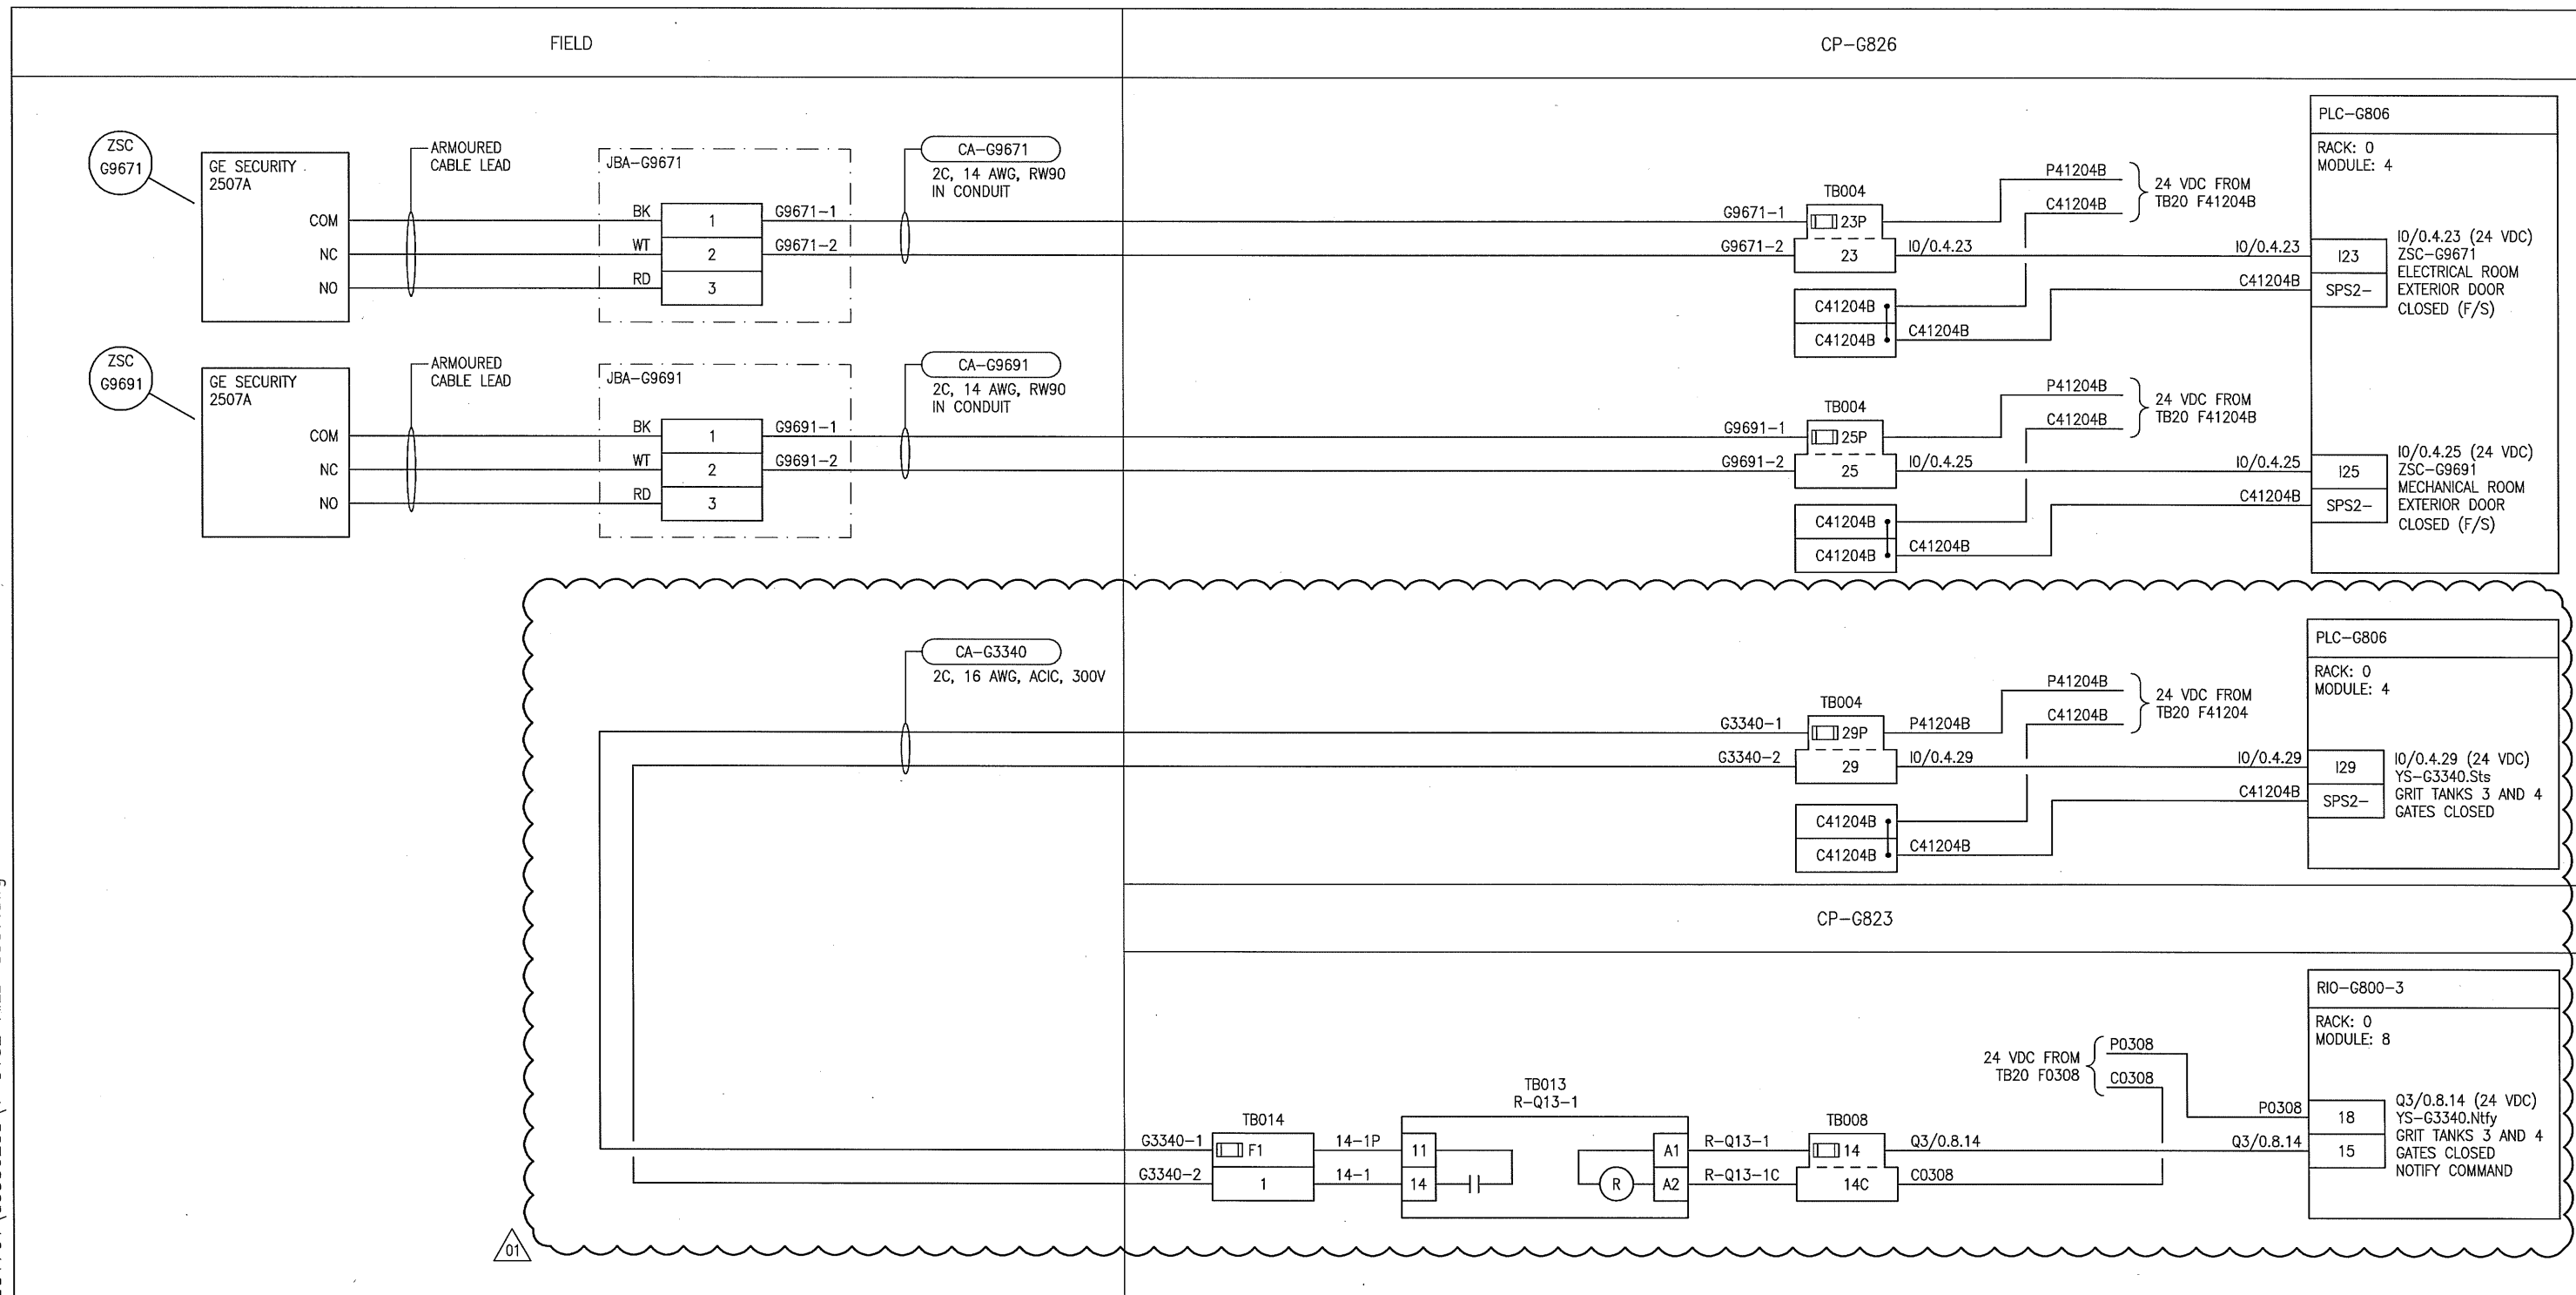 FIELD
CP-G826
ZSC
G9671
GE SECURITY
2507A
COM
NC
NO
ARMOURED
CABLE LEAD
JBA-G9671
BK
WT
RD
1
2
3
G9671-1
G9671-2
CA-G9671
2C, 14 AWG, RW90
IN CONDUIT
G9671-1
G9671-2
TB004
23P
23
I0/0.4.23
P41204B
C41204B
24 VDC FROM
TB20 F41204B
C41204B
C41204B
C41204B
I0/0.4.23
C41204B
PLC-G806
RACK: 0
MODULE: 4
I23
SPS2-
I0/0.4.23 (24 VDC)
ZSC-G9671
ELECTRICAL ROOM
EXTERIOR DOOR
CLOSED (F/S)
ZSC
G9691
GE SECURITY
2507A
COM
NC
NO
ARMOURED
CABLE LEAD
JBA-G9691
BK
WT
RD
1
2
3
G9691-1
G9691-2
CA-G9691
2C, 14 AWG, RW90
IN CONDUIT
G9691-1
G9691-2
TB004
25P
25
I0/0.4.25
P41204B
C41204B
24 VDC FROM
TB20 F41204B
C41204B
C41204B
C41204B
I0/0.4.25
C41204B
I25
SPS2-
I0/0.4.25 (24 VDC)
ZSC-G9691
MECHANICAL ROOM
EXTERIOR DOOR
CLOSED (F/S)
CA-G3340
2C, 16 AWG, ACIC, 300V
G3340-1
G3340-2
TB004
29P
29
P41204B
I0/0.4.29
P41204B
C41204B
24 VDC FROM
TB20 F41204
C41204B
C41204B
C41204B
I0/0.4.29
C41204B
PLC-G806
RACK: 0
MODULE: 4
I29
SPS2-
I0/0.4.29 (24 VDC)
YS-G3340.Sts
GRIT TANKS 3 AND 4
GATES CLOSED
CP-G823
G3340-1
G3340-2
TB014
F1
1
14-1P
14-1
TB013
R-Q13-1
11
14
R
A1
A2
R-Q13-1
R-Q13-1C
TB008
14
14C
Q3/0.8.14
C0308
24 VDC FROM
TB20 F0308
P0308
C0308
P0308
Q3/0.8.14
RIO-G800-3
RACK: 0
MODULE: 8
18
15
Q3/0.8.14 (24 VDC)
YS-G3340.Ntfy
GRIT TANKS 3 AND 4
GATES CLOSED
NOTIFY COMMAND
01